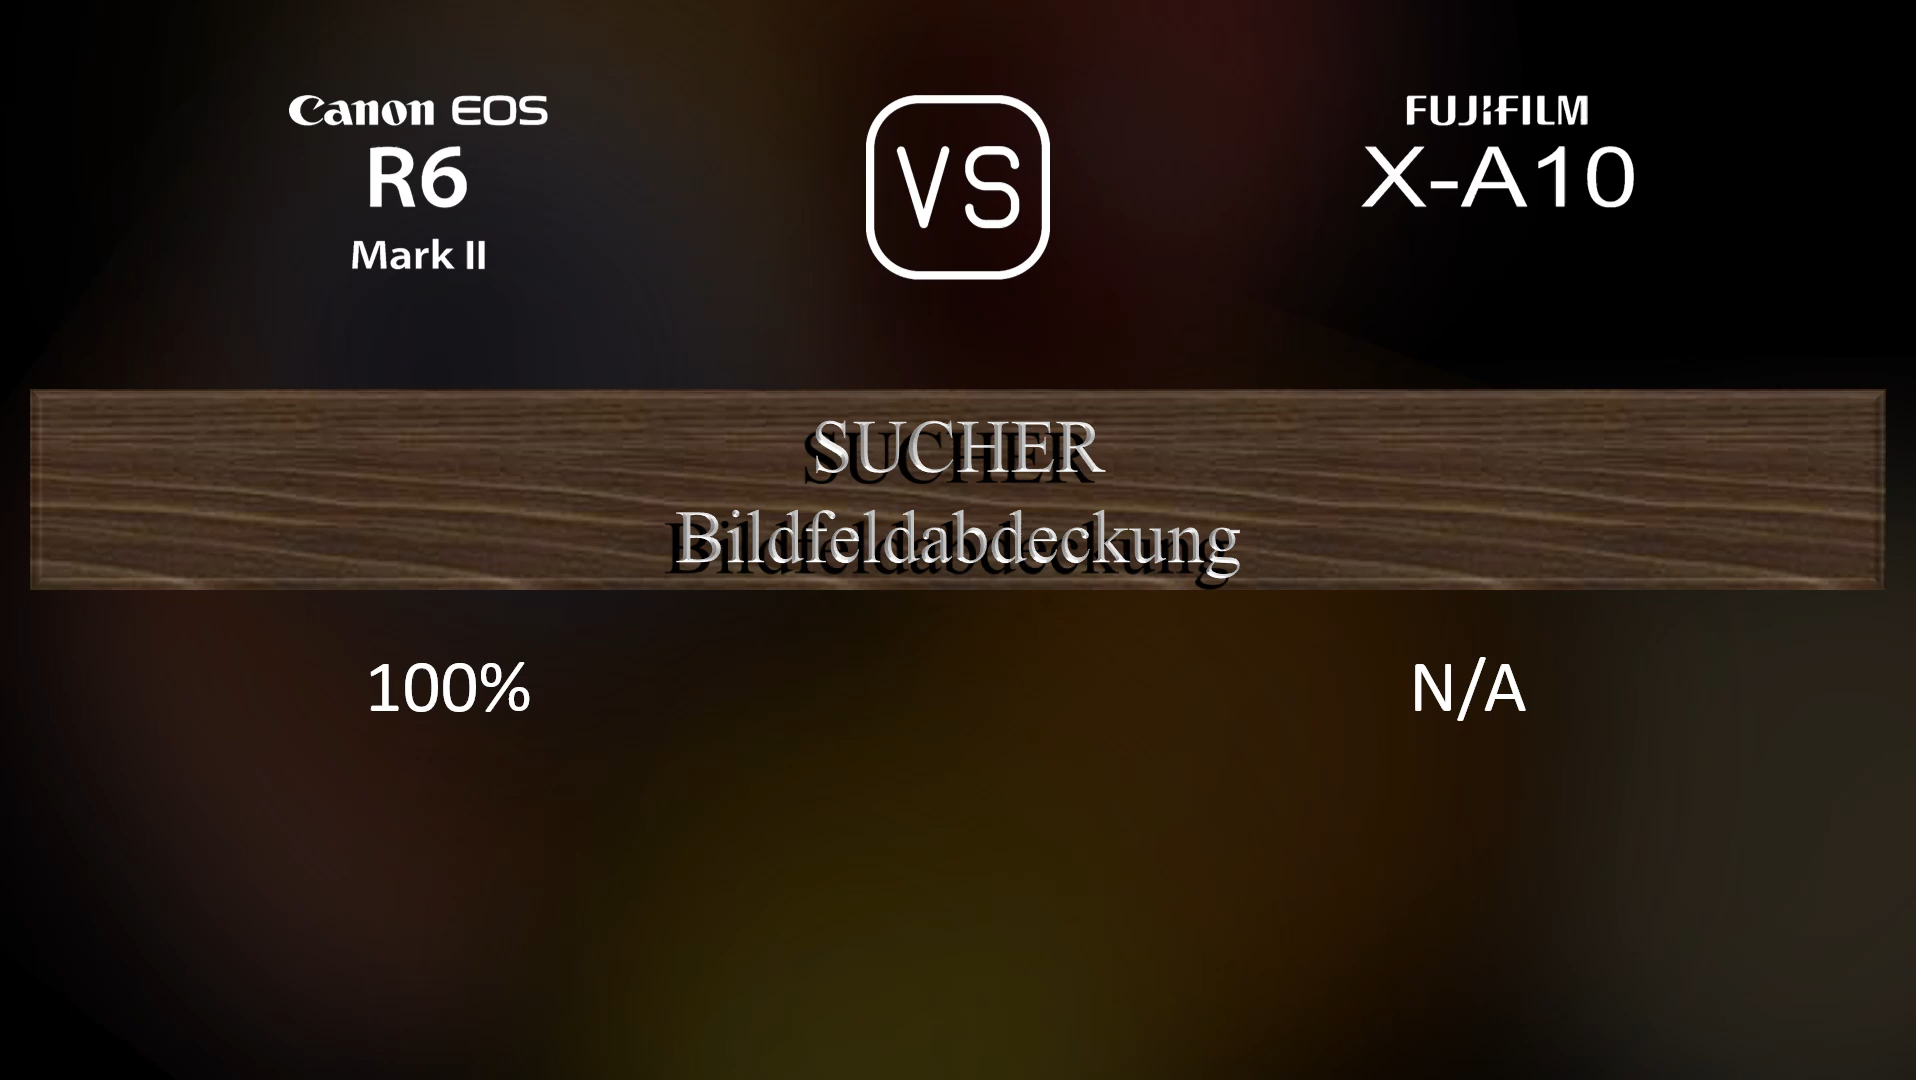 Canon EOS
R6
Mark II
VS
FUJIFILM
X-A10
SUCHER
Bildfeldabdeckung
100%
N/A